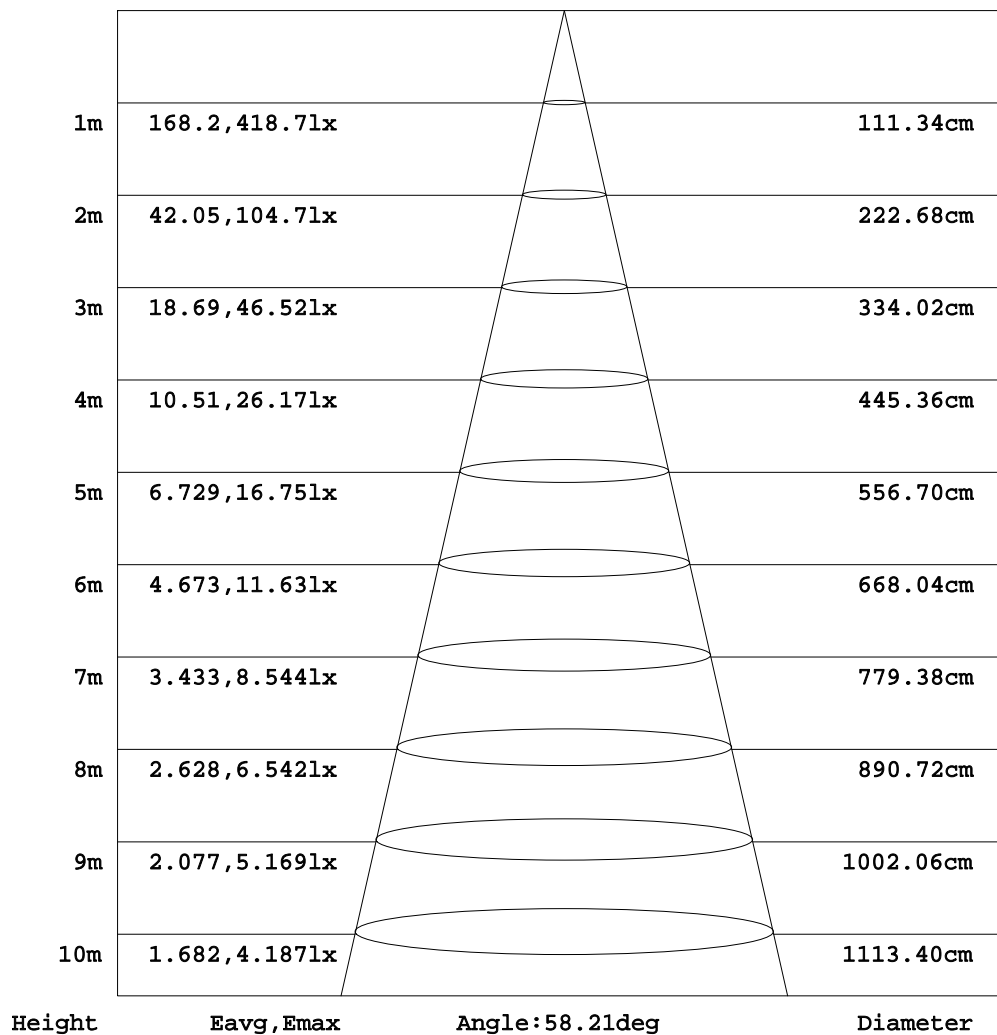 1m 168.2,418.7lx 111.34cm
2m 42.05,104.7lx 222.68cm
3m 18.69,46.52lx 334.02cm
4m 10.51,26.17lx 445.36cm
5m 6.729,16.75lx 556.70cm
6m 4.673,11.63lx 668.04cm
7m 3.433,8.544lx 779.38cm
8m 2.628,6.542lx 890.72cm
9m 2.077,5.169lx 1002.06cm
10m 1.682,4.187lx 1113.40cm
Height Eavg,Emax Angle:58.21deg Diameter